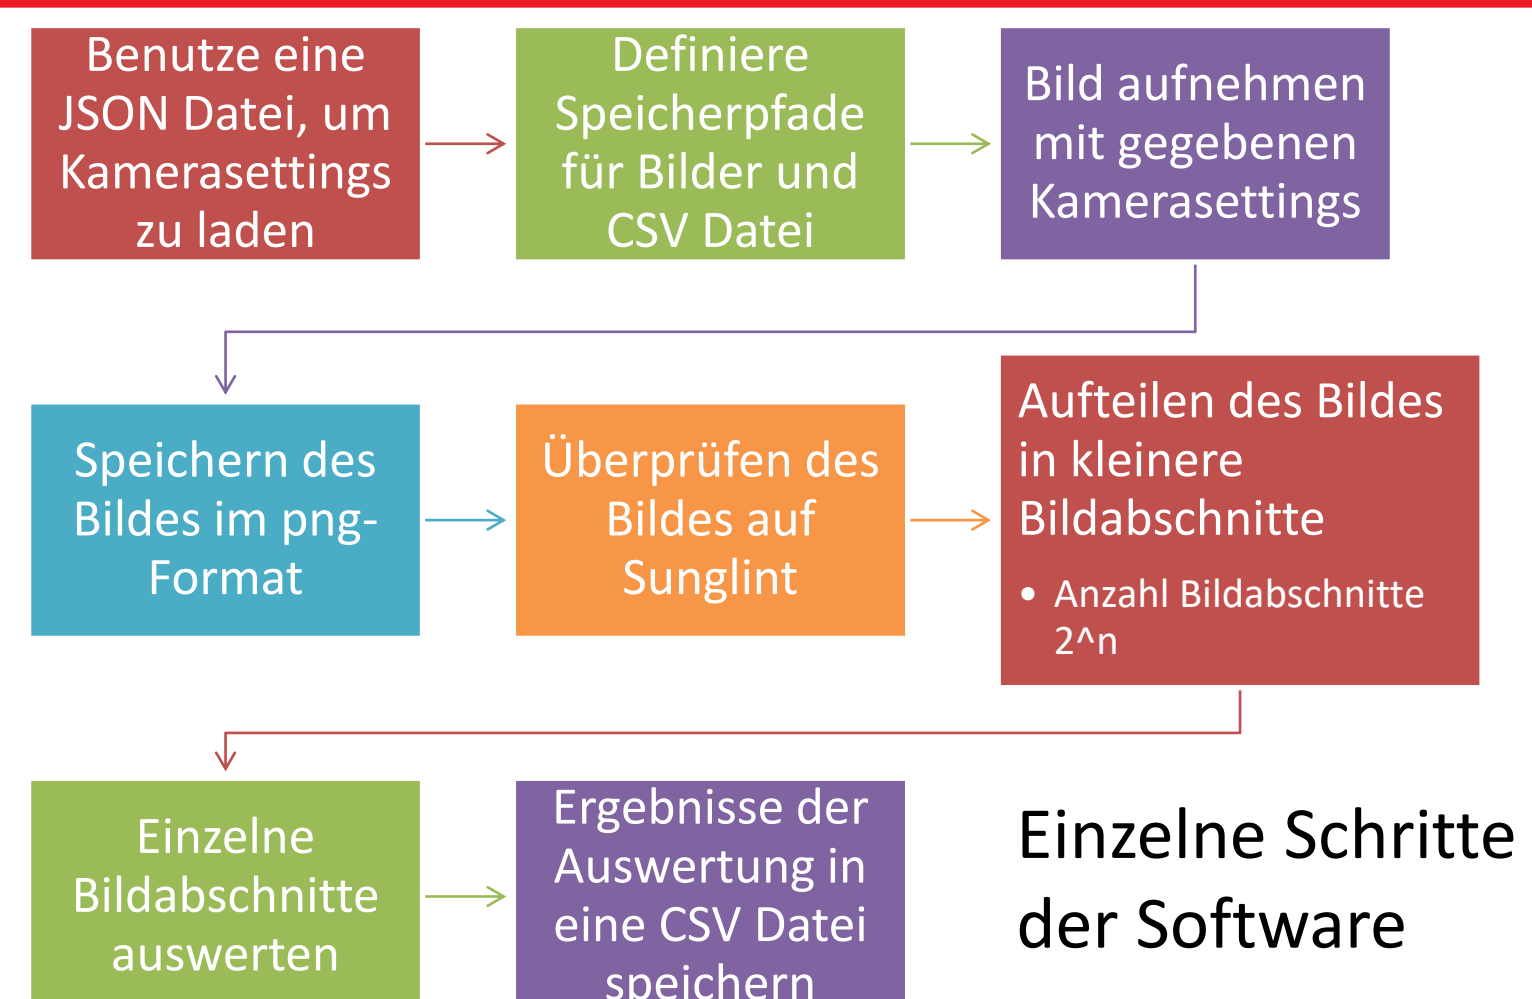 Benutze eine
JSON Datei, um
Kamerasettings
zu laden
Definiere
Speicherpfade
für Bilder und
CSV Datei
Bild aufnehmen
mit gegebenen
Kamerasettings
Speichern des
Bildes im png-
Format
Überprüfen des
Bildes auf
Sunglint
Aufteilen des Bildes
in kleinere
Bildabschnitte
• Anzahl Bildabschnitte
2^n
Einzelne
Bildabschnitte
auswerten
Ergebnisse der
Auswertung in
eine CSV Datei
speichern
Einzelne Schritte
der Software